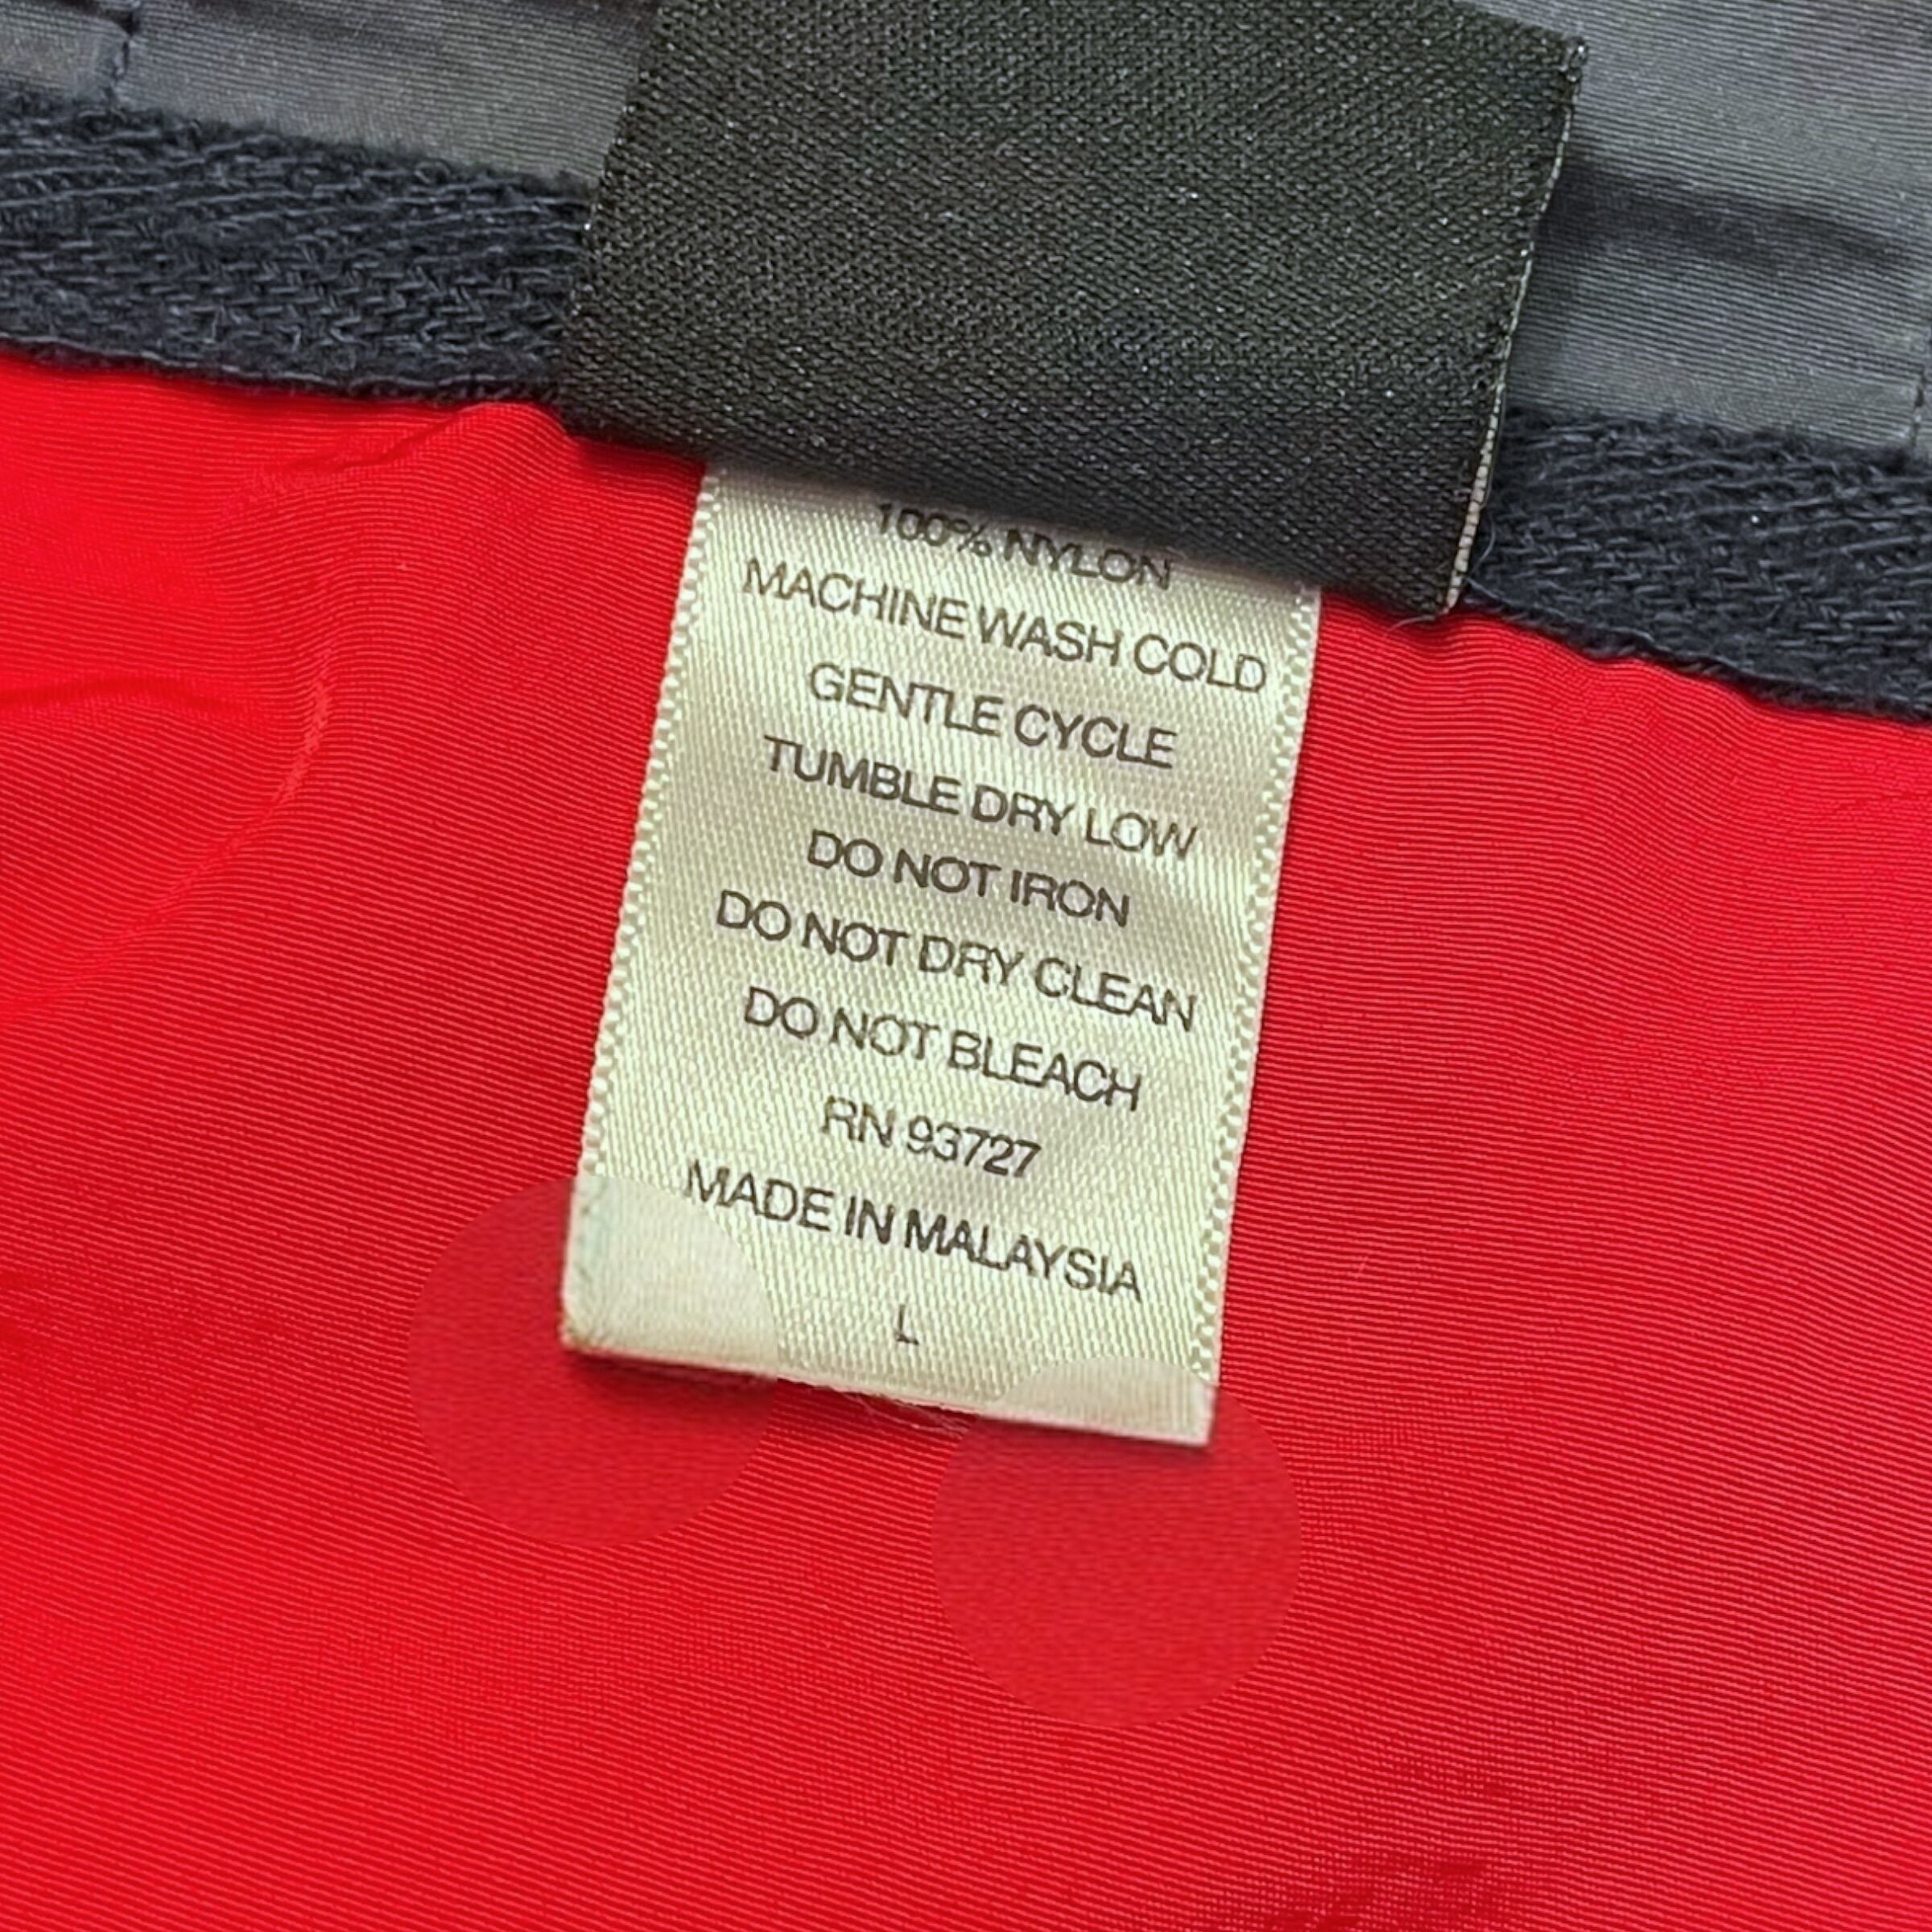 100% NYLON
MACHINE WASH COLD
GENTLE CYCLE
TUMBLE DRY LOW
DO NOT IRON
DO NOT DRY CLEAN
DO NOT BLEACH
RN 93727
MADE IN MALAYSIA
L